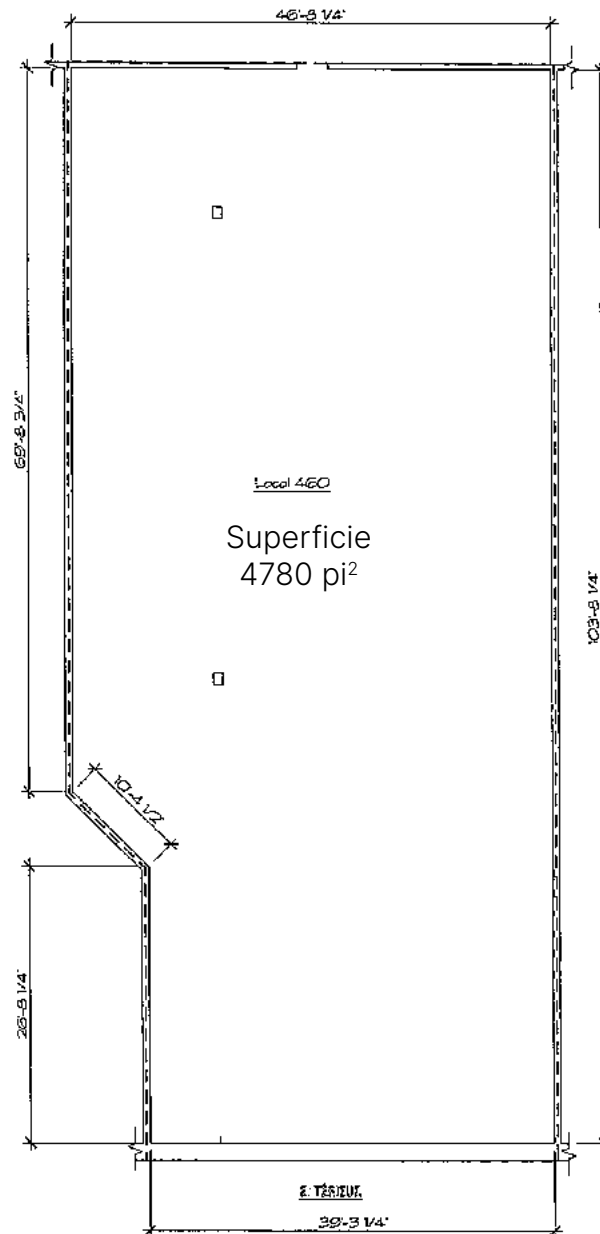 46'-8 1/4"
69'-8 3/4"
Local 460
Superficie
4780 pi²
103'-8 1/4"
10'-4 1/2
26'-8 1/4"
39'-3 1/4"